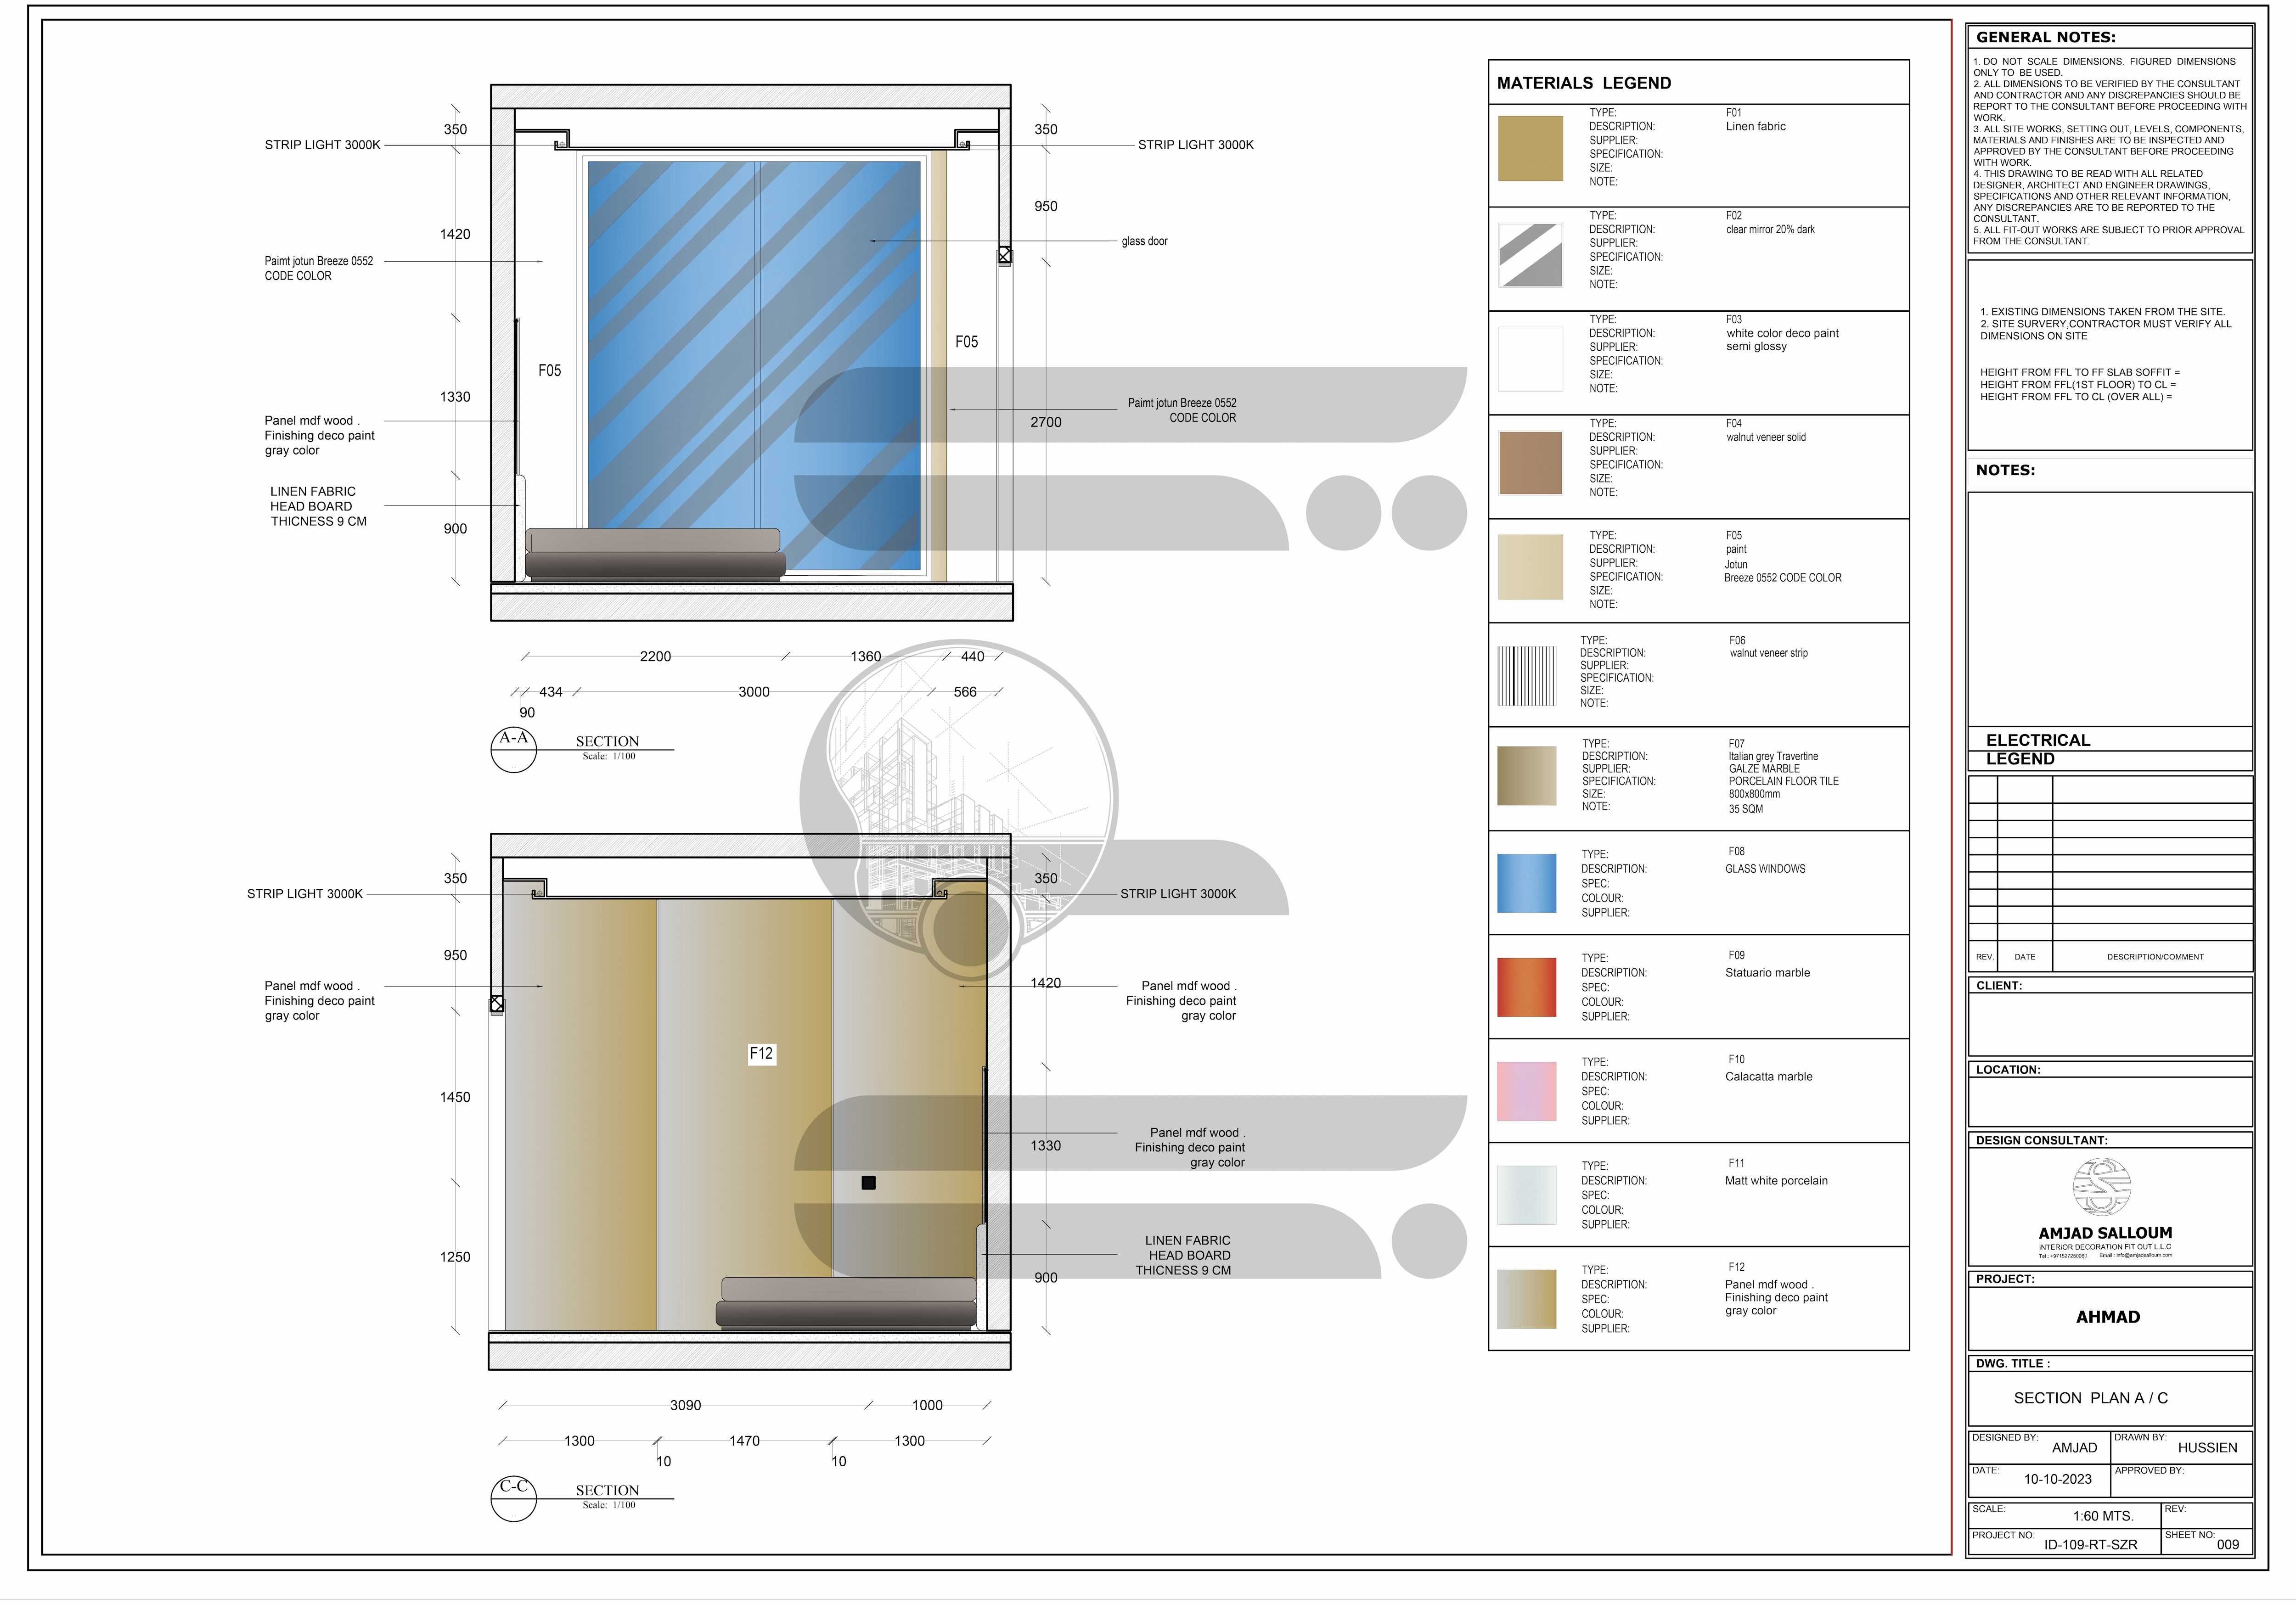 350
STRIP LIGHT 3000K
1420
Paimt jotun Breeze 0552
CODE COLOR
1330
Panel mdf wood .
Finishing deco paint
gray color
LINEN FABRIC
HEAD BOARD
THICNESS 9 CM
900
F05
F05
350
STRIP LIGHT 3000K
950
glass door
Paimt jotun Breeze 0552
CODE COLOR
2700
2200
1360
440
434
3000
566
90
A-A
SECTION
Scale: 1/100
350
STRIP LIGHT 3000K
950
Panel mdf wood .
Finishing deco paint
gray color
1450
1250
F12
350
STRIP LIGHT 3000K
1420
Panel mdf wood .
Finishing deco paint
gray color
1330
Panel mdf wood .
Finishing deco paint
gray color
LINEN FABRIC
HEAD BOARD
THICNESS 9 CM
900
3090
1000
1300
1470
1300
10
10
C-C
SECTION
Scale: 1/100
MATERIALS LEGEND
TYPE: F01
DESCRIPTION: Linen fabric
SUPPLIER:
SPECIFICATION:
SIZE:
NOTE:
TYPE: F02
DESCRIPTION: clear mirror 20% dark
SUPPLIER:
SPECIFICATION:
SIZE:
NOTE:
TYPE: F03
DESCRIPTION: white color deco paint
SUPPLIER: semi glossy
SPECIFICATION:
SIZE:
NOTE:
TYPE: F04
DESCRIPTION: walnut veneer solid
SUPPLIER:
SPECIFICATION:
SIZE:
NOTE:
TYPE: F05
DESCRIPTION: paint
SUPPLIER: Jotun
SPECIFICATION: Breeze 0552 CODE COLOR
SIZE:
NOTE:
TYPE: F06
DESCRIPTION: walnut veneer strip
SUPPLIER:
SPECIFICATION:
SIZE:
NOTE:
TYPE: F07
DESCRIPTION: Italian grey Travertine
SUPPLIER: GALZE MARBLE
SPECIFICATION: PORCELAIN FLOOR TILE
SIZE: 800x800mm
NOTE: 35 SQM
TYPE: F08
DESCRIPTION: GLASS WINDOWS
SPEC:
COLOUR:
SUPPLIER:
TYPE: F09
DESCRIPTION: Statuario marble
SPEC:
COLOUR:
SUPPLIER:
TYPE: F10
DESCRIPTION: Calacatta marble
SPEC:
COLOUR:
SUPPLIER:
TYPE: F11
DESCRIPTION: Matt white porcelain
SPEC:
COLOUR:
SUPPLIER:
TYPE: F12
DESCRIPTION: Panel mdf wood .
SPEC: Finishing deco paint
COLOUR: gray color
SUPPLIER:
GENERAL NOTES:
1. DO NOT SCALE DIMENSIONS. FIGURED DIMENSIONS
ONLY TO BE USED.
2. ALL DIMENSIONS TO BE VERIFIED BY THE CONSULTANT
AND CONTRACTOR AND ANY DISCREPANCIES SHOULD BE
REPORT TO THE CONSULTANT BEFORE PROCEEDING WITH
WORK.
3. ALL SITE WORKS, SETTING OUT, LEVELS, COMPONENTS,
MATERIALS AND FINISHES ARE TO BE INSPECTED AND
APPROVED BY THE CONSULTANT BEFORE PROCEEDING
WITH WORK.
4. THIS DRAWING TO BE READ WITH ALL RELATED
DESIGNER, ARCHITECT AND ENGINEER DRAWINGS,
SPECIFICATIONS AND OTHER RELEVANT INFORMATION,
ANY DISCREPANCIES ARE TO BE REPORTED TO THE
CONSULTANT.
5. ALL FIT-OUT WORKS ARE SUBJECT TO PRIOR APPROVAL
FROM THE CONSULTANT.
1. EXISTING DIMENSIONS TAKEN FROM THE SITE.
2. SITE SURVERY,CONTRACTOR MUST VERIFY ALL
DIMENSIONS ON SITE
HEIGHT FROM FFL TO FF SLAB SOFFIT =
HEIGHT FROM FFL(1ST FLOOR) TO CL =
HEIGHT FROM FFL TO CL (OVER ALL) =
NOTES:
ELECTRICAL
LEGEND
REV. DATE DESCRIPTION/COMMENT
CLIENT:
LOCATION:
DESIGN CONSULTANT:
AMJAD SALLOUM
INTERIOR DECORATION FIT OUT L.L.C
Tel : +971527250060 Email : info@amjadsalloum.com
PROJECT:
AHMAD
DWG. TITLE :
SECTION PLAN A / C
DESIGNED BY: AMJAD
DRAWN BY: HUSSIEN
DATE: 10-10-2023
APPROVED BY:
SCALE: 1:60 MTS.
REV:
PROJECT NO: ID-109-RT-SZR
SHEET NO: 009